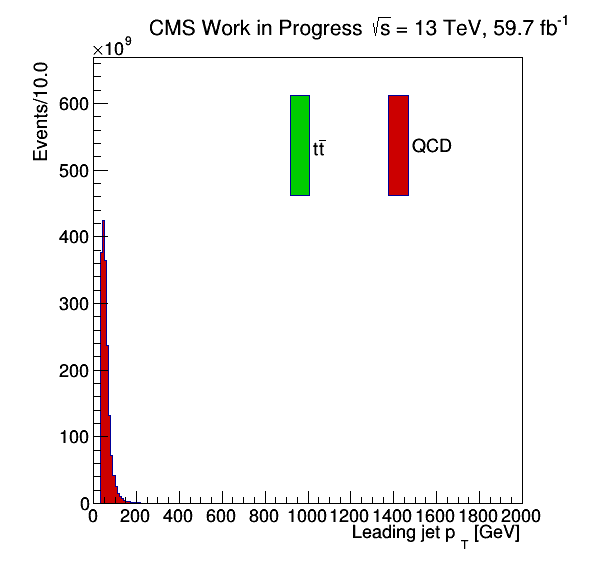 CMS Work in Progress √s = 13 TeV, 59.7 fb⁻¹
×10⁹
Events/10.0
600
500
400
300
200
100
0
tt̅
QCD
0 200 400 600 800 1000 1200 1400 1600 1800 2000
Leading jet p_T [GeV]